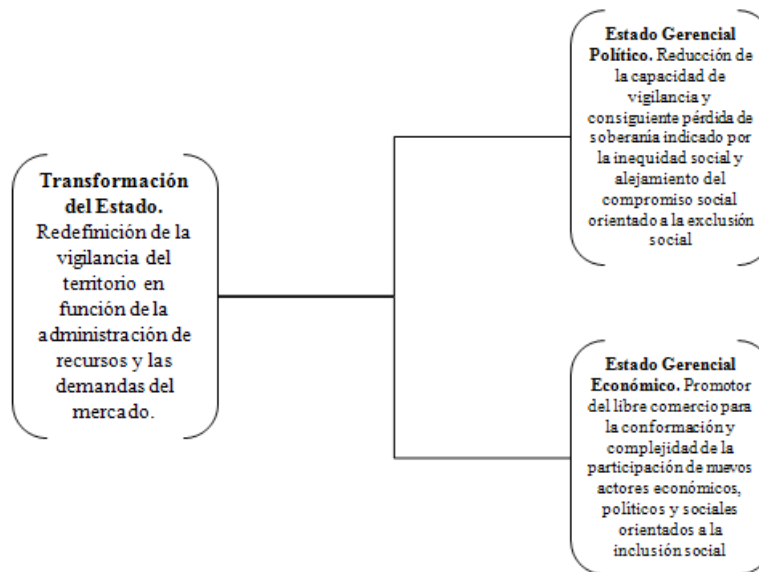 Transformación
del Estado.
Redefinición de la
vigilancia del
territorio en
función de la
administración de
recursos y las
demandas del
mercado.
Estado Gerencial
Político. Reducción de
la capacidad de
vigilancia y
consiguiente pérdida de
soberanía indicado por
la inequidad social y
alejamiento del
compromiso social
orientado a la exclusión
social
Estado Gerencial
Económico. Promotor
del libre comercio para
la conformación y
complejidad de la
participación de nuevos
actores económicos,
políticos y sociales
orientados a la
inclusión social